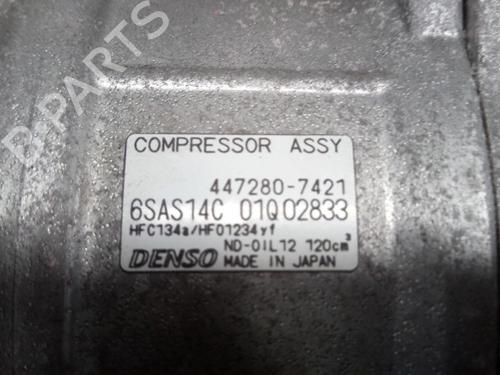 B-PARTS
COMPRESSOR ASSY
447280-7421
6SAS14C 01Q02833
HFC134a/HFO1234yf
ND-OIL12 120cm³
DENSO MADE IN JAPAN